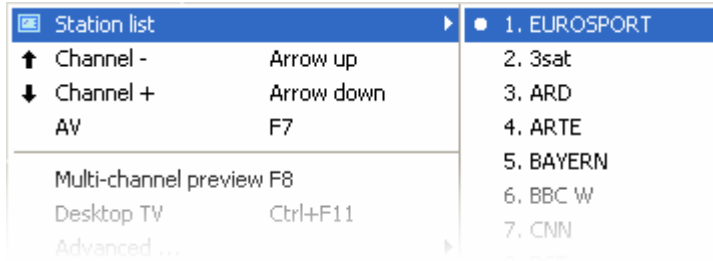 Station list
Channel - Arrow up
Channel + Arrow down
AV F7
Multi-channel preview F8
Desktop TV Ctrl+F11
Advanced ...
1. EUROSPORT
2. 3sat
3. ARD
4. ARTE
5. BAYERN
6. BBC W
7. CNN